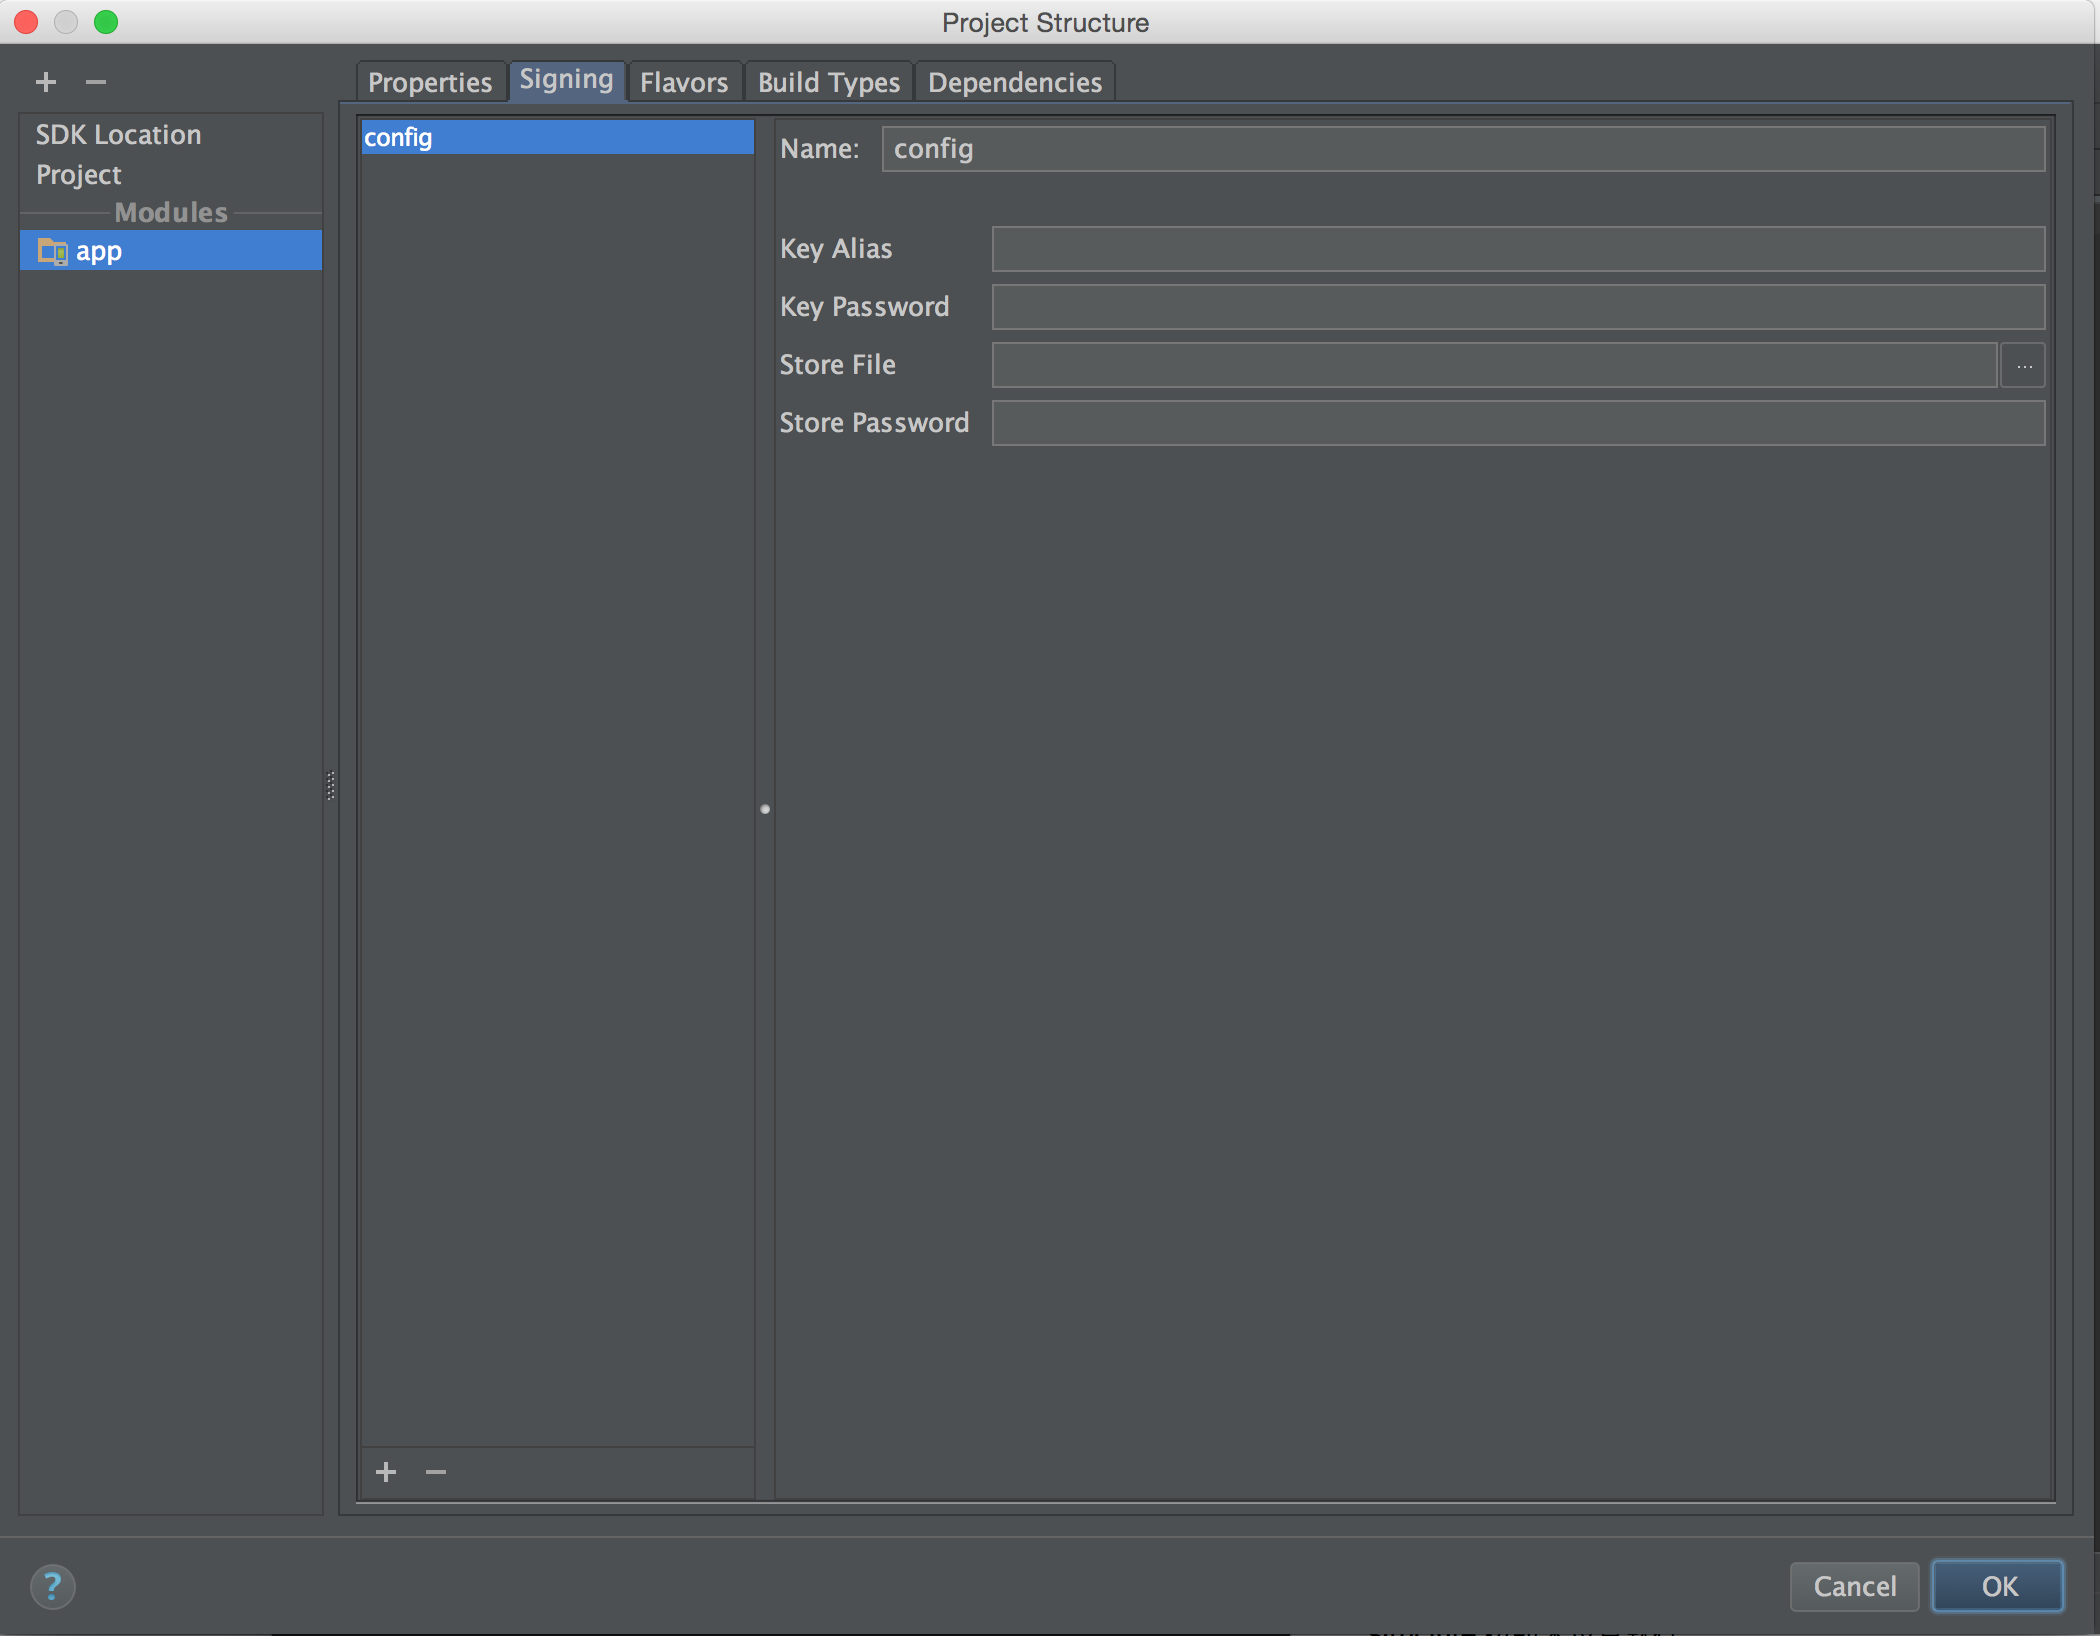 Project Structure
+ −
SDK Location
Project
Modules
app
Properties Signing Flavors Build Types Dependencies
config
Name: config
Key Alias
Key Password
Store File ...
Store Password
+ −
? Cancel OK